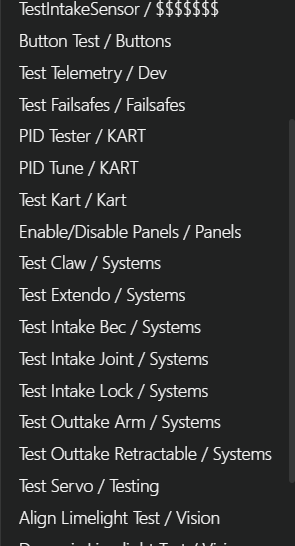 TestIntakeSensor / $$$$$$$
Button Test / Buttons
Test Telemetry / Dev
Test Failsafes / Failsafes
PID Tester / KART
PID Tune / KART
Test Kart / Kart
Enable/Disable Panels / Panels
Test Claw / Systems
Test Extendo / Systems
Test Intake Bec / Systems
Test Intake Joint / Systems
Test Intake Lock / Systems
Test Outtake Arm / Systems
Test Outtake Retractable / Systems
Test Servo / Testing
Align Limelight Test / Vision
Limelight Test /